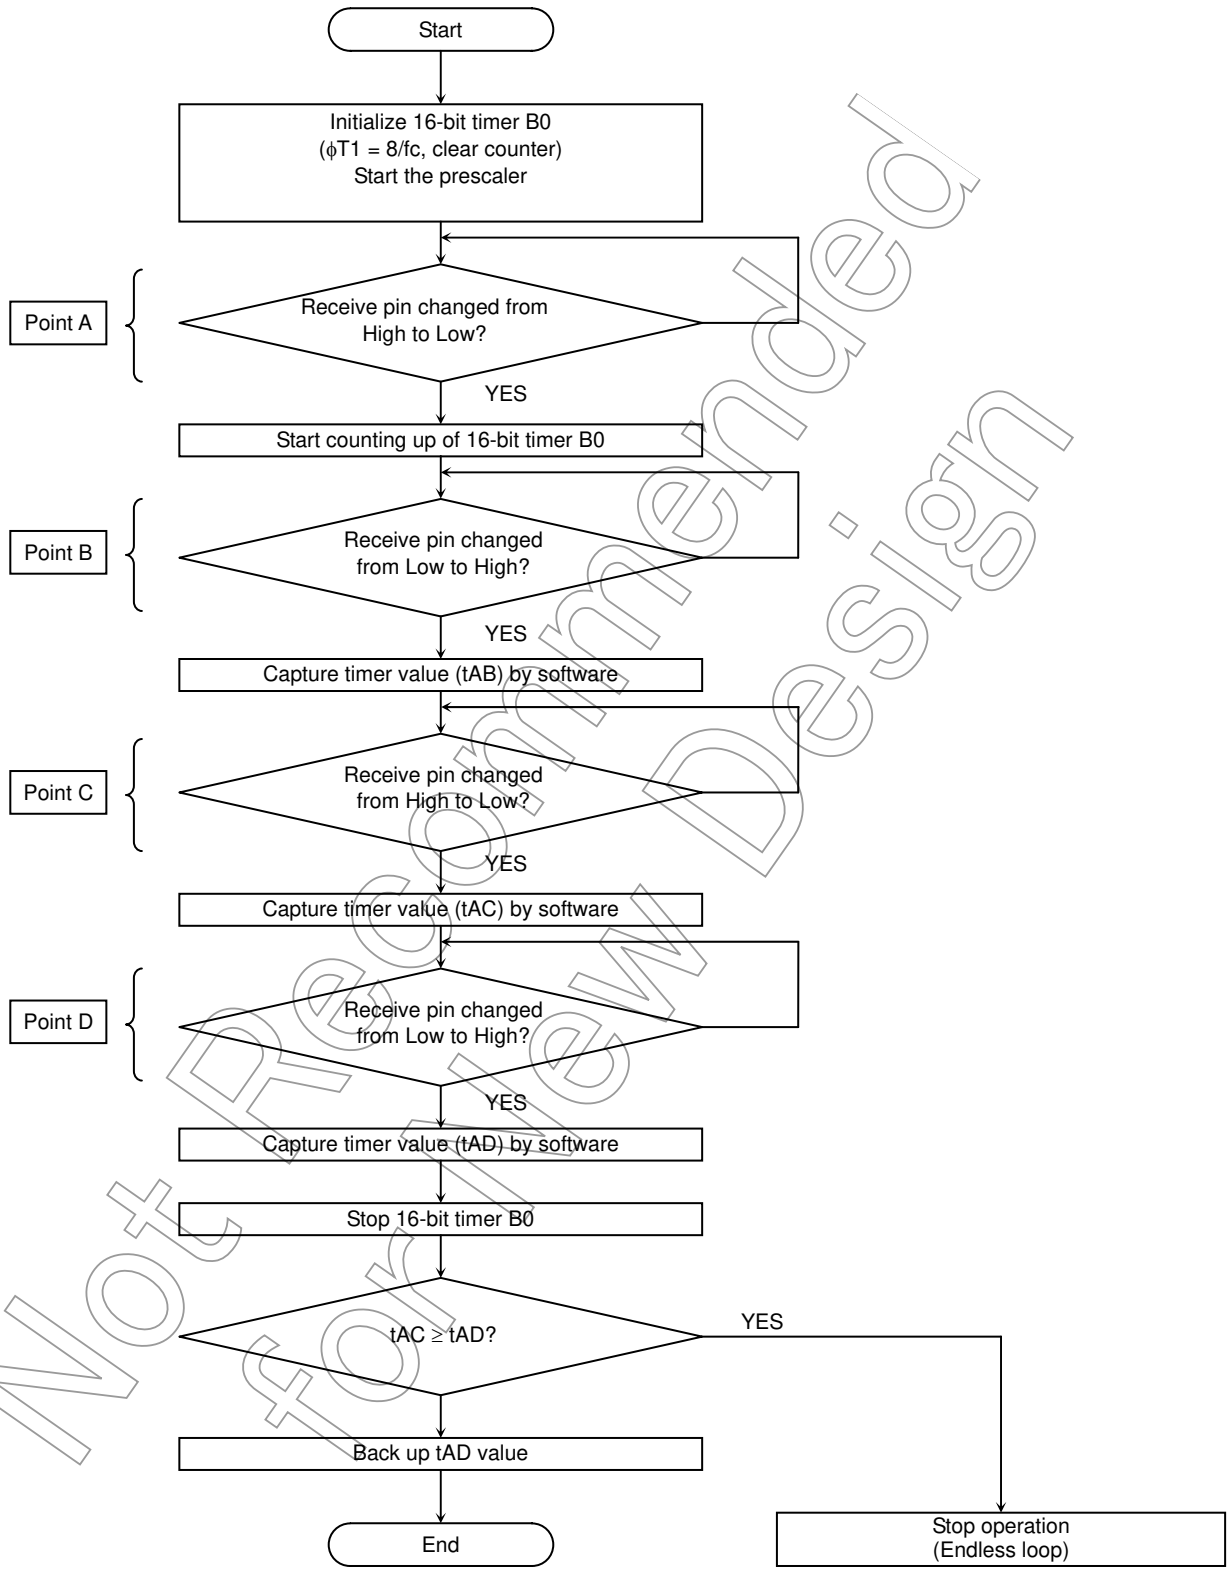 Start
Initialize 16-bit timer B0
(ϕT1 = 8/fc, clear counter)
Start the prescaler
Point A
Receive pin changed from
High to Low?
YES
Start counting up of 16-bit timer B0
Point B
Receive pin changed
from Low to High?
YES
Capture timer value (tAB) by software
Point C
Receive pin changed
from High to Low?
YES
Capture timer value (tAC) by software
Point D
Receive pin changed
from Low to High?
YES
Capture timer value (tAD) by software
Stop 16-bit timer B0
tAC ≥ tAD?
YES
Back up tAD value
End
Stop operation
(Endless loop)
Not Recommended
for New Design